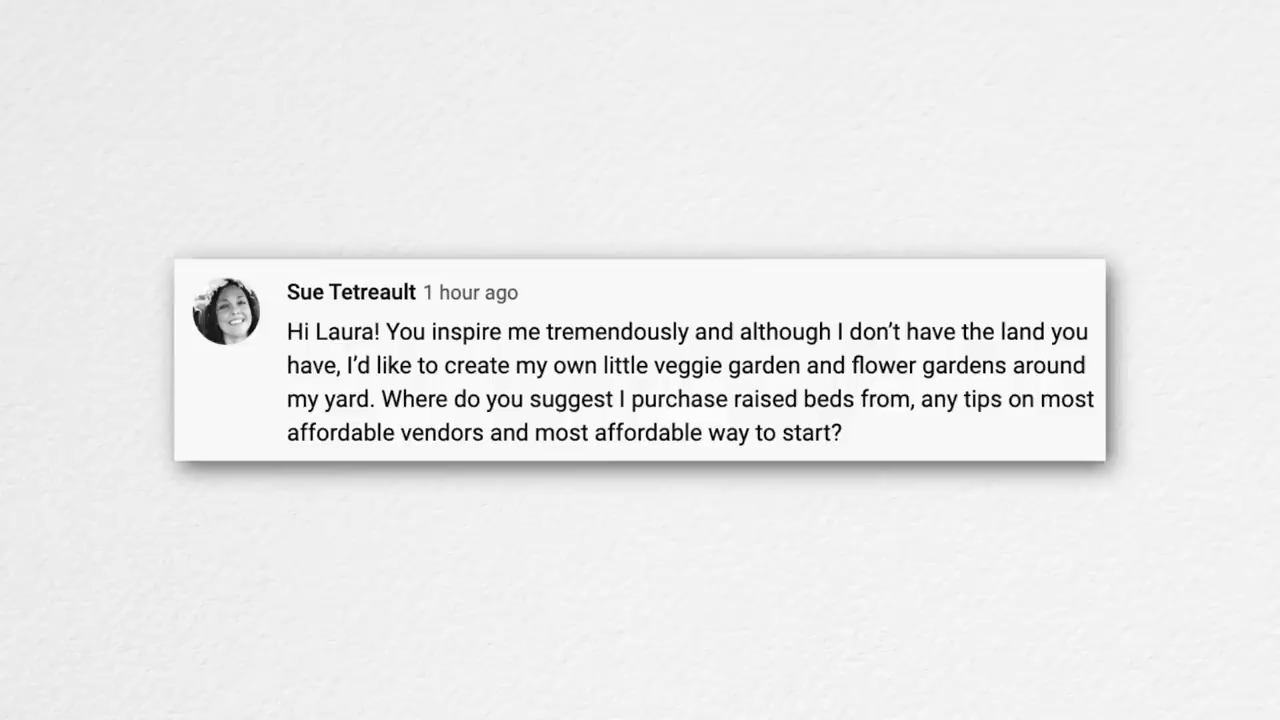 Sue Tetreault 1 hour ago
Hi Laura! You inspire me tremendously and although I don’t have the land you
have, I’d like to create my own little veggie garden and flower gardens around
my yard. Where do you suggest I purchase raised beds from, any tips on most
affordable vendors and most affordable way to start?